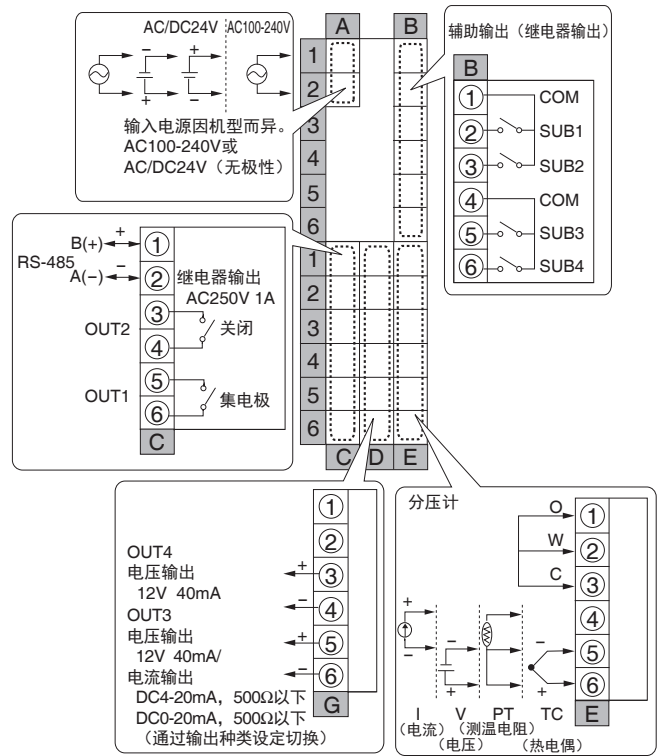 AC/DC24V AC100-240V
− + 
+ −
输入电源因机型而异。
AC100-240V或
AC/DC24V（无极性）
A B
1
2
3
4
5
6
1
2
3
4
5
6
C D E
辅助输出（继电器输出）
B
① COM
② SUB1
③ SUB2
④ COM
⑤ SUB3
⑥ SUB4
RS-485
B(+) + ①
A(−) − ②
继电器输出
AC250V 1A
OUT2
③
④
关闭
OUT1
⑤
⑥
集电极
C
①
②
③
④
⑤
⑥
G
OUT4
电压输出 +
12V 40mA −
OUT3
电压输出 +
12V 40mA/
电流输出 −
DC4-20mA，500Ω以下
DC0-20mA，500Ω以下
（通过输出种类设定切换）
分压计
O ①
W ②
C ③
④
⑤
⑥
E
+ −
− +
− +
I V PT TC
（电流） （测温电阻）
（电压） （热电偶）